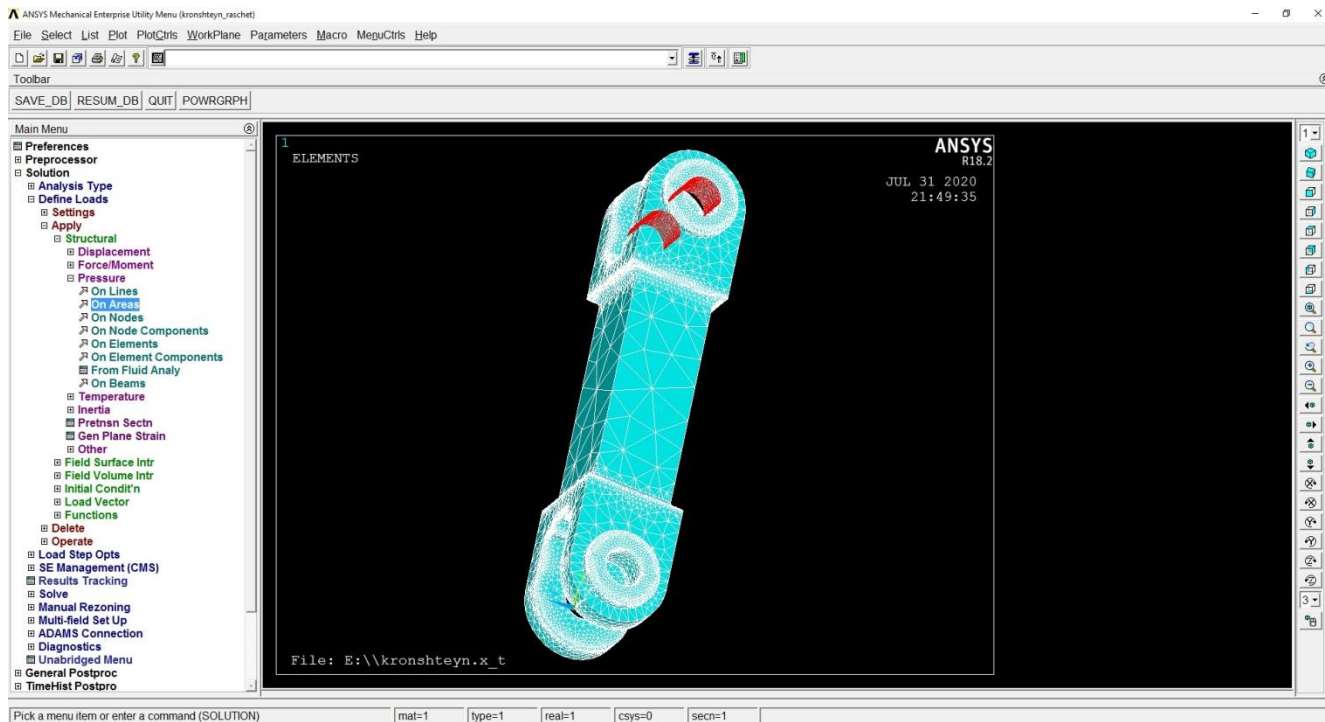 ANSYS Mechanical Enterprise Utility Menu (kronshteyn_raschet)
File Select List Plot PlotCtrls WorkPlane Parameters Macro MenuCtrls Help
Toolbar
SAVE_DB RESUM_DB QUIT POWRGRPH
Main Menu
Preferences
Preprocessor
Solution
Analysis Type
Define Loads
Settings
Apply
Structural
Displacement
Force/Moment
Pressure
On Lines
On Areas
On Nodes
On Node Components
On Elements
On Element Components
From Fluid Analy
On Beams
Temperature
Inertia
Pretnsn Sectn
Gen Plane Strain
Other
Field Surface Intr
Field Volume Intr
Initial Condit'n
Load Vector
Functions
Delete
Operate
Load Step Opts
SE Management (CMS)
Results Tracking
Solve
Manual Rezoning
Multi-field Set Up
ADAMS Connection
Diagnostics
Unabridged Menu
General Postproc
TimeHist Postpro
1
ELEMENTS
ANSYS
R18.2
JUL 31 2020
21:49:35
File: E:\\kronshteyn.x_t
1
3
Pick a menu item or enter a command (SOLUTION) mat=1 type=1 real=1 csys=0 secn=1